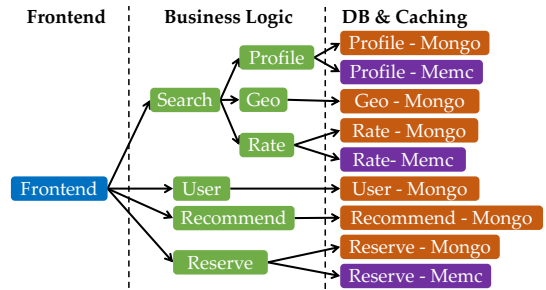 Frontend
Business Logic
DB & Caching
Profile - Mongo
Profile
Profile - Memc
Search
Geo
Geo - Mongo
Rate - Mongo
Rate
Rate- Memc
Frontend
User
User - Mongo
Recommend
Recommend - Mongo
Reserve - Mongo
Reserve
Reserve - Memc